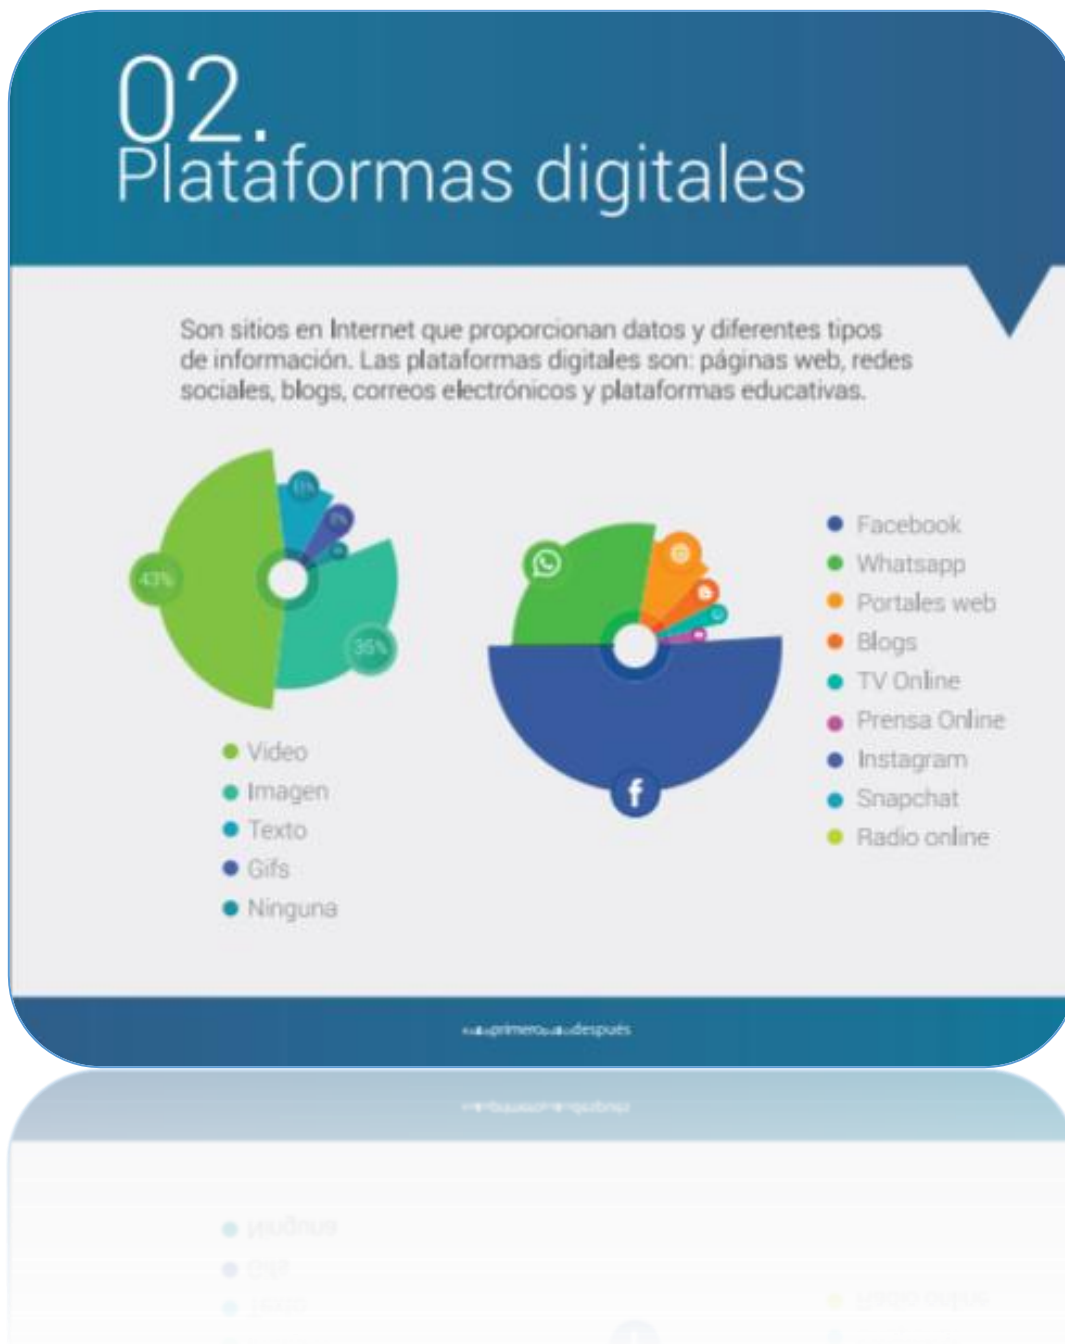 02.
Plataformas digitales
Son sitios en Internet que proporcionan datos y diferentes tipos
de información. Las plataformas digitales son: páginas web, redes
sociales, blogs, correos electrónicos y plataformas educativas.
43%
35%
Video
Imagen
Texto
Gifs
Ninguna
Facebook
Whatsapp
Portales web
Blogs
TV Online
Prensa Online
Instagram
Snapchat
Radio online
primero después